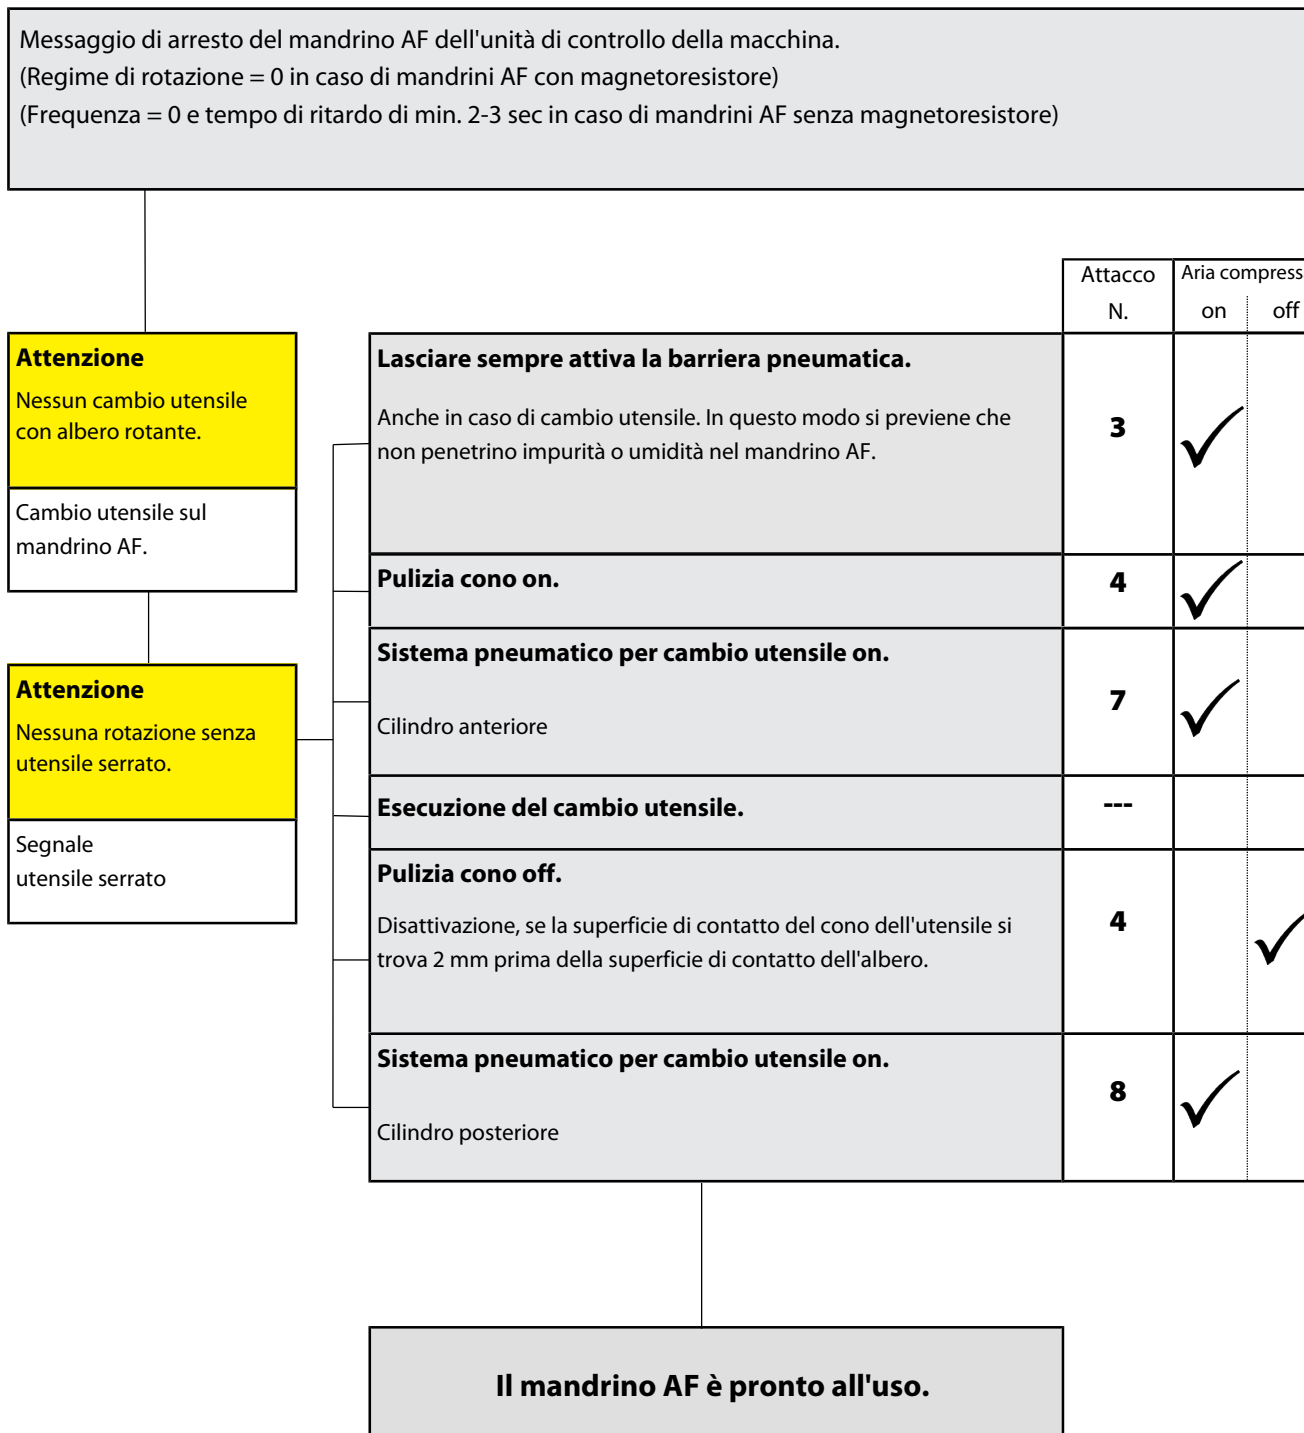 Messaggio di arresto del mandrino AF dell'unità di controllo della macchina.
(Regime di rotazione = 0 in caso di mandrini AF con magnetoresistore)
(Frequenza = 0 e tempo di ritardo di min. 2-3 sec in caso di mandrini AF senza magnetoresistore)
Attacco
N.
Aria compress
on off
Attenzione
Nessun cambio utensile
con albero rotante.
Cambio utensile sul
mandrino AF.
Attenzione
Nessuna rotazione senza
utensile serrato.
Segnale
utensile serrato
Lasciare sempre attiva la barriera pneumatica.
Anche in caso di cambio utensile. In questo modo si previene che
non penetrino impurità o umidità nel mandrino AF.
3
Pulizia cono on.
4
Sistema pneumatico per cambio utensile on.
Cilindro anteriore
7
Esecuzione del cambio utensile.
---
Pulizia cono off.
Disattivazione, se la superficie di contatto del cono dell'utensile si
trova 2 mm prima della superficie di contatto dell'albero.
4
Sistema pneumatico per cambio utensile on.
Cilindro posteriore
8
Il mandrino AF è pronto all'uso.